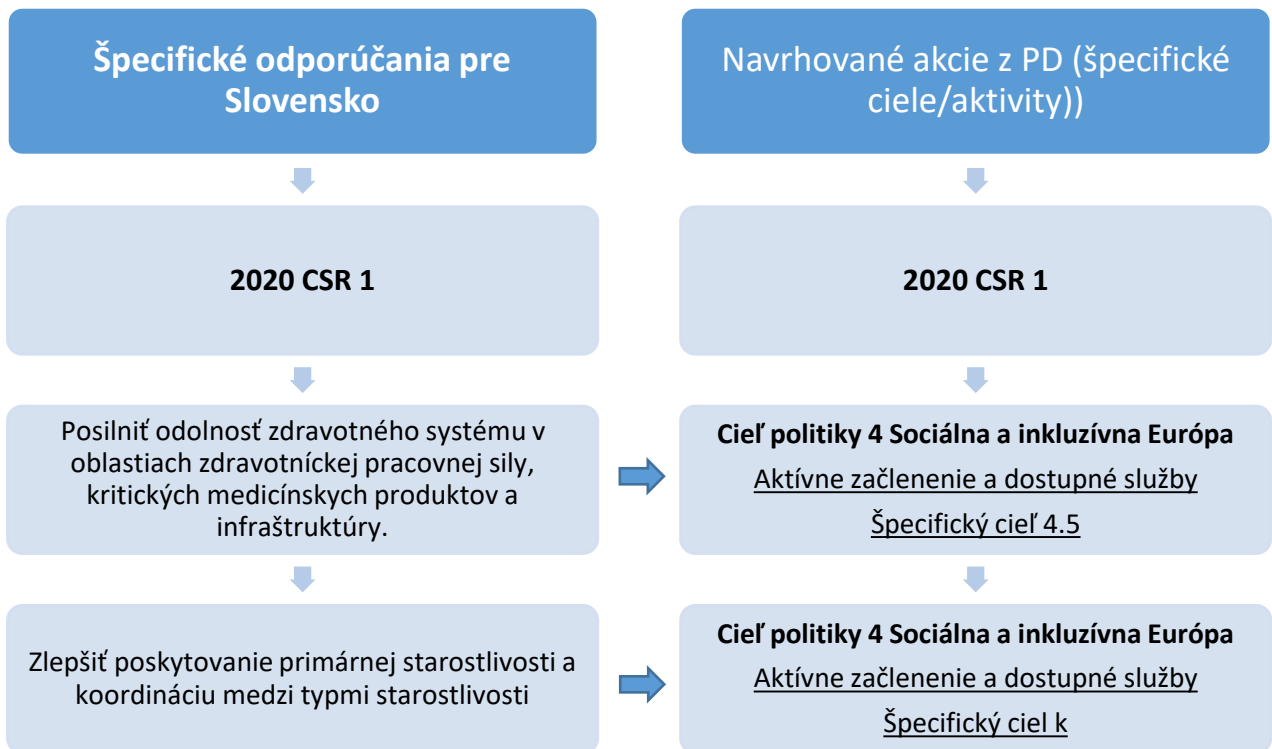 Špecifické odporúčania pre
Slovensko
2020 CSR 1
Posilniť odolnosť zdravotného systému v
oblastiach zdravotníckej pracovnej sily,
kritických medicínskych produktov a
infraštruktúry.
Zlepšiť poskytovanie primárnej starostlivosti a
koordináciu medzi typmi starostlivosti
Navrhované akcie z PD (špecifické
ciele/aktivity))
2020 CSR 1
Cieľ politiky 4 Sociálna a inkluzívna Európa
Aktívne začlenenie a dostupné služby
Špecifický cieľ 4.5
Cieľ politiky 4 Sociálna a inkluzívna Európa
Aktívne začlenenie a dostupné služby
Špecifický ciel k